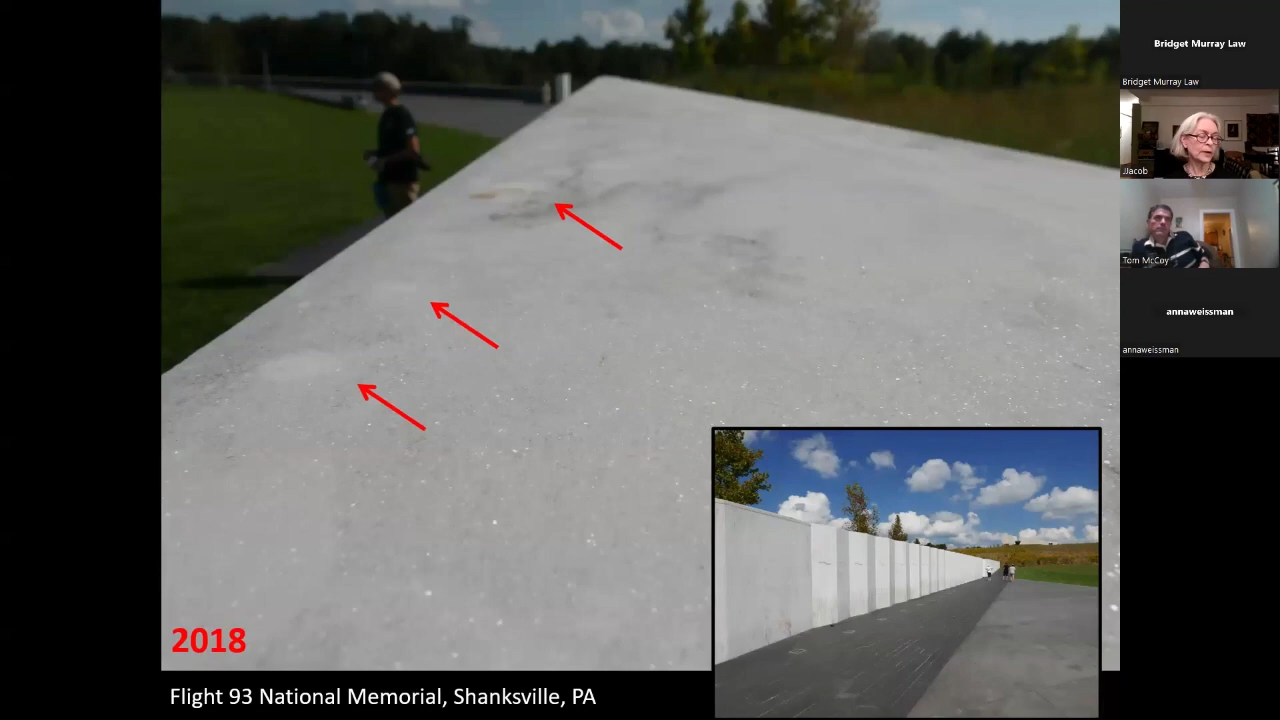 2018
Flight 93 National Memorial, Shanksville, PA
Bridget Murray Law
Bridget Murray Law
JJacob
Tom McCoy
annaweissman
annaweissman